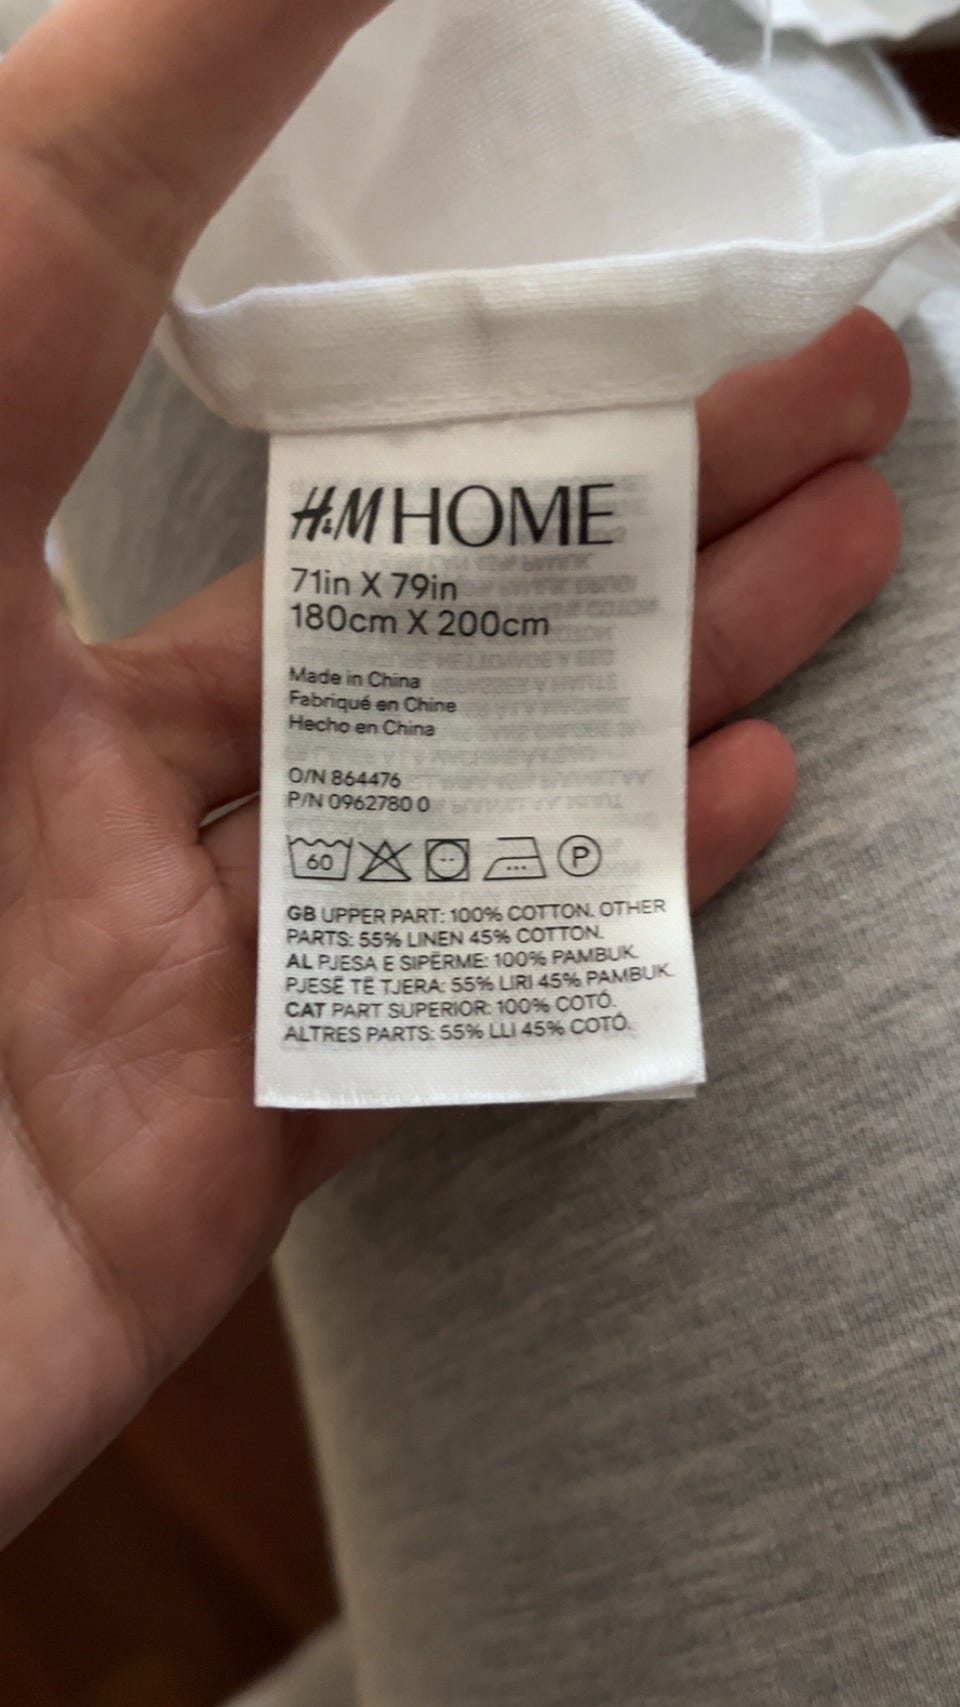 H&M HOME
71in X 79in
180cm X 200cm
Made in China
Fabriqué en Chine
Hecho en China
O/N 864476
P/N 0962780 0
60 P
GB UPPER PART: 100% COTTON. OTHER
PARTS: 55% LINEN 45% COTTON.
AL PJESA E SIPËRME: 100% PAMBUK.
PJESË TË TJERA: 55% LIRI 45% PAMBUK.
CAT PART SUPERIOR: 100% COTÓ.
ALTRES PARTS: 55% LLI 45% COTÓ.